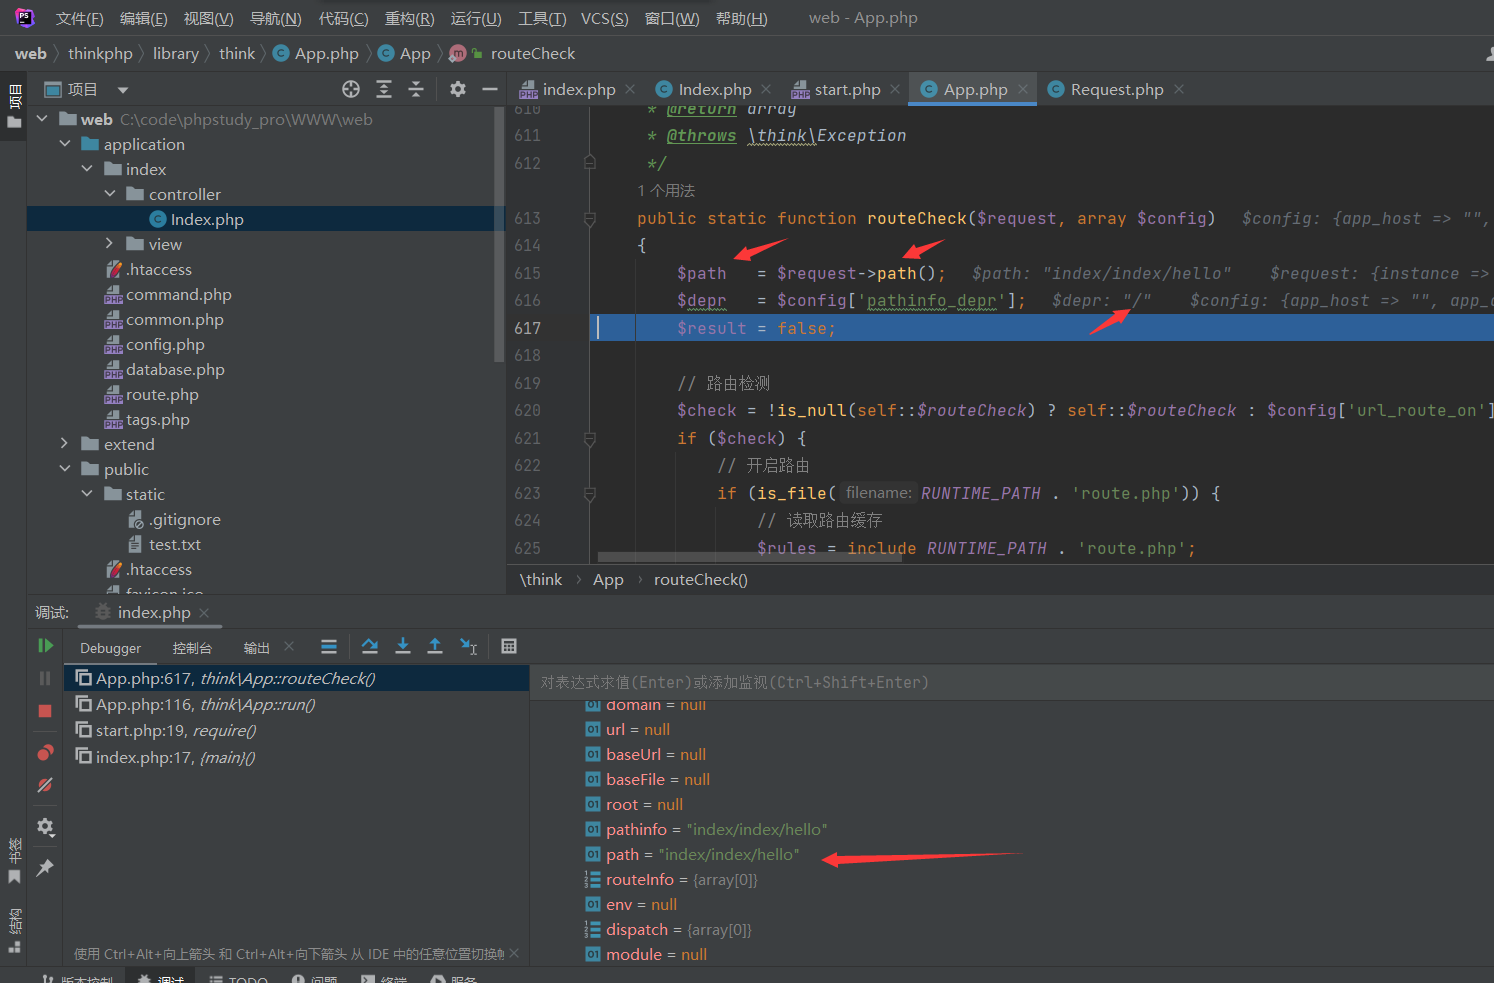 文件(F) 编辑(E) 视图(V) 导航(N) 代码(C) 重构(R) 运行(U) 工具(T) VCS(S) 窗口(W) 帮助(H) web - App.php
web thinkphp library think App.php App routeCheck
项目
项目
index.php Index.php start.php App.php Request.php
web C:\code\phpstudy_pro\WWW\web
application
index
controller
Index.php
view
.htaccess
command.php
common.php
config.php
database.php
route.php
tags.php
extend
public
static
.gitignore
test.txt
.htaccess
favicon.ico
610 * @return array
611 * @throws \think\Exception
612 */
1 个用法
613 public static function routeCheck($request, array $config) $config: {app_host => "",
614 {
615 $path = $request->path(); $path: "index/index/hello" $request: {instance =>
616 $depr = $config['pathinfo_depr']; $depr: "/" $config: {app_host => "", app_
617 $result = false;
618
619 // 路由检测
620 $check = !is_null(self::$routeCheck) ? self::$routeCheck : $config['url_route_on']
621 if ($check) {
622 // 开启路由
623 if (is_file( filename: RUNTIME_PATH . 'route.php')) {
624 // 读取路由缓存
625 $rules = include RUNTIME_PATH . 'route.php';
\think App routeCheck()
调试: index.php
Debugger 控制台 输出
App.php:617, think\App::routeCheck()
App.php:116, think\App::run()
start.php:19, require()
index.php:17, {main}()
对表达式求值(Enter)或添加监视(Ctrl+Shift+Enter)
domain = null
url = null
baseUrl = null
baseFile = null
root = null
pathinfo = "index/index/hello"
path = "index/index/hello"
routeInfo = {array[0]}
env = null
dispatch = {array[0]}
module = null
书签
结构
使用 Ctrl+Alt+向上箭头 和 Ctrl+Alt+向下箭头 从 IDE 中的任意位置切换
版本控制 调试 TODO 问题 终端 服务